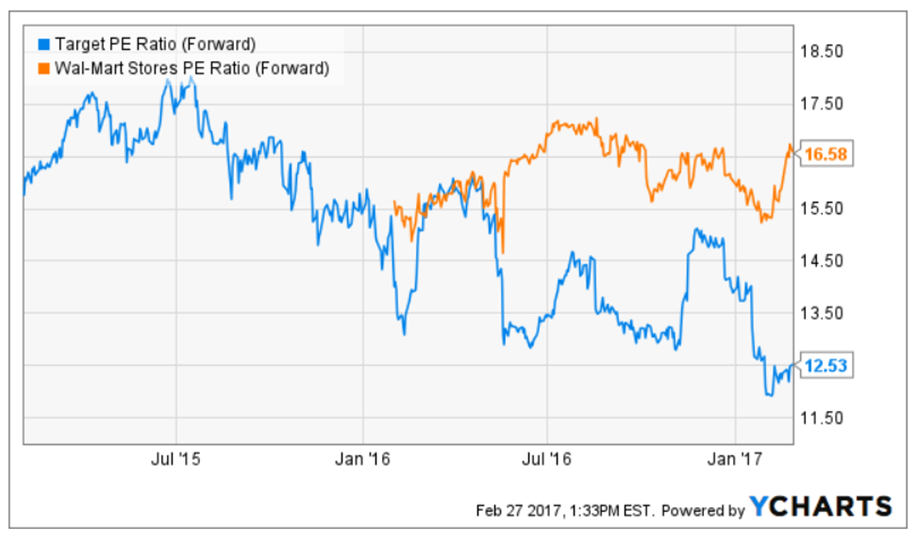 Target PE Ratio (Forward)
Wal-Mart Stores PE Ratio (Forward)
18.50
17.50
16.58
15.50
14.50
13.50
12.53
11.50
Jul '15
Jan '16
Jul '16
Jan '17
Feb 27 2017, 1:33PM EST. Powered by YCHARTS